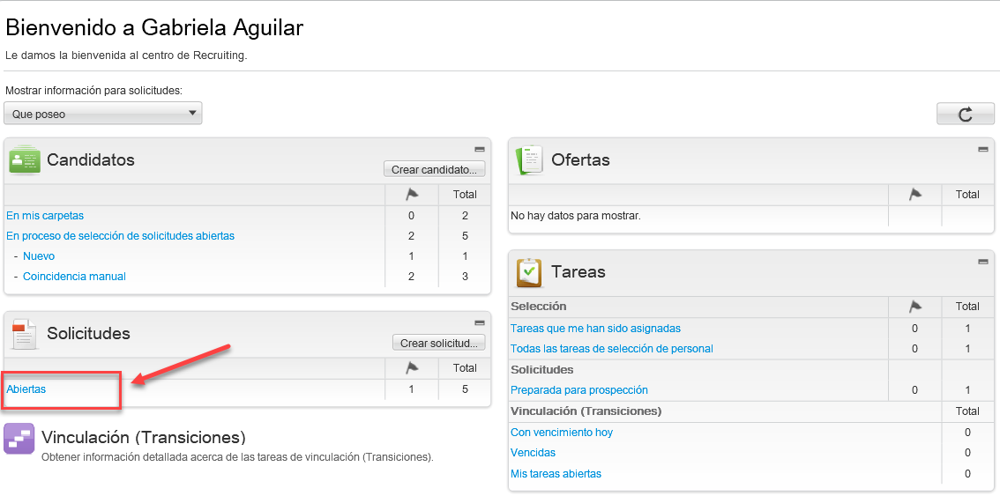 Bienvenido a Gabriela Aguilar
Le damos la bienvenida al centro de Recruiting.
Mostrar información para solicitudes:
Que poseo
Candidatos
Crear candidato...
Total
En mis carpetas 0 2
En proceso de selección de solicitudes abiertas 2 5
- Nuevo 1 1
- Coincidencia manual 2 3
Solicitudes
Crear solicitud...
Total
Abiertas 1 5
Vinculación (Transiciones)
Obtener información detallada acerca de las tareas de vinculación (Transiciones).
Ofertas
Total
No hay datos para mostrar.
Tareas
Selección Total
Tareas que me han sido asignadas 0 1
Todas las tareas de selección de personal 0 1
Solicitudes
Preparada para prospección 0 1
Vinculación (Transiciones) Total
Con vencimiento hoy 0
Vencidas 0
Mis tareas abiertas 0